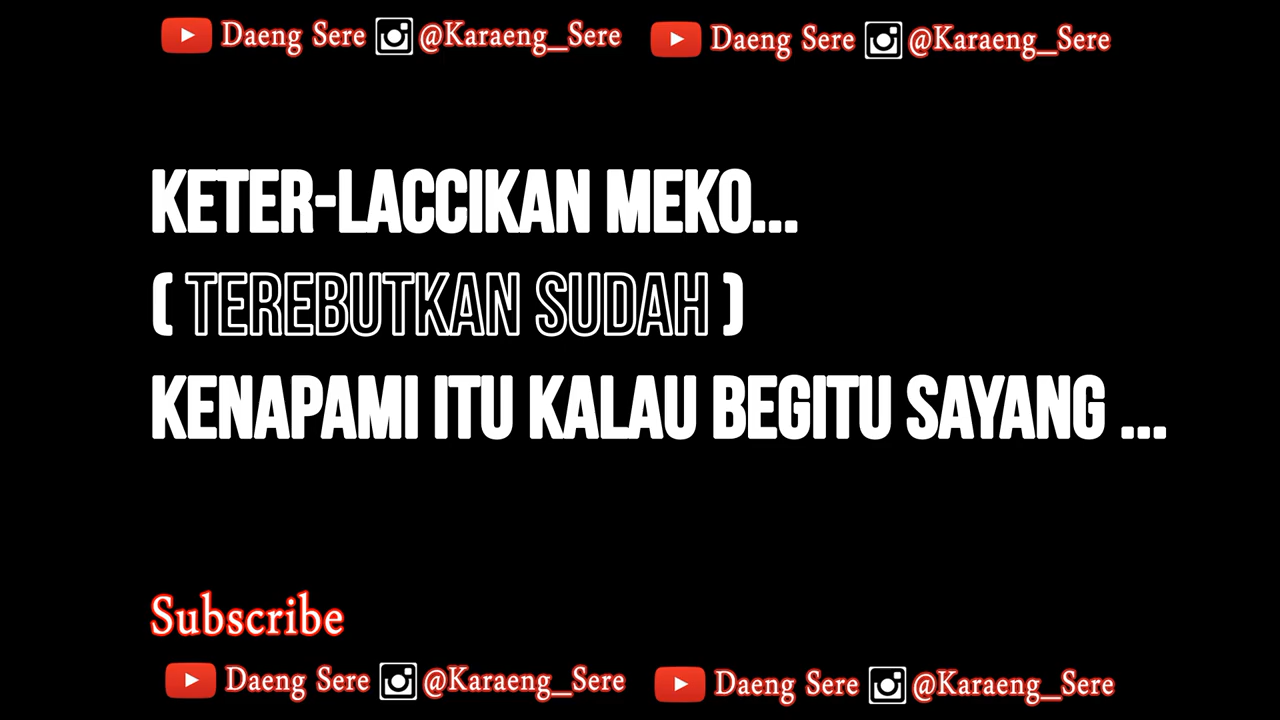 Daeng Sere @Karaeng_Sere Daeng Sere @Karaeng_Sere
KETER-LACCIKAN MEKO...
( TEREBUTKAN SUDAH )
KENAPAMI ITU KALAU BEGITU SAYANG ...
Subscribe
Daeng Sere @Karaeng_Sere Daeng Sere @Karaeng_Sere